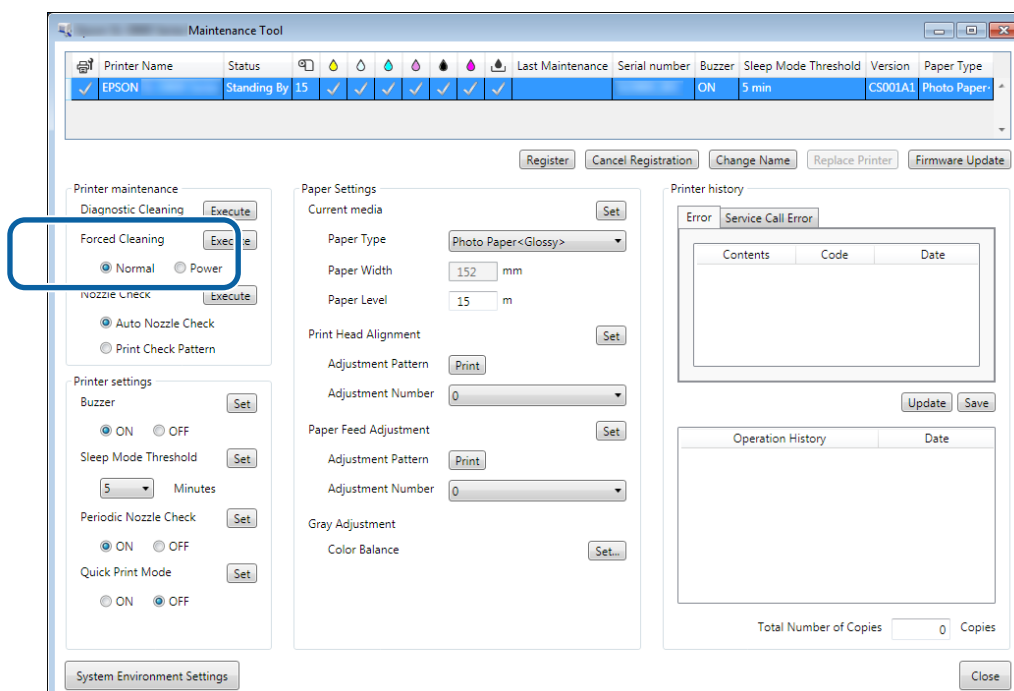 Maintenance Tool
Printer Name Status Last Maintenance Serial number Buzzer Sleep Mode Threshold Version Paper Type
EPSON Standing By 15 ON 5 min CS001A1 Photo Paper
Register Cancel Registration Change Name Replace Printer Firmware Update
Printer maintenance
Diagnostic Cleaning Execute
Forced Cleaning Execute
Normal Power
Nozzle Check Execute
Auto Nozzle Check
Print Check Pattern
Printer settings
Buzzer Set
ON OFF
Sleep Mode Threshold Set
5 Minutes
Periodic Nozzle Check Set
ON OFF
Quick Print Mode Set
ON OFF
Paper Settings
Current media Set
Paper Type Photo Paper<Glossy>
Paper Width 152 mm
Paper Level 15 m
Print Head Alignment Set
Adjustment Pattern Print
Adjustment Number 0
Paper Feed Adjustment Set
Adjustment Pattern Print
Adjustment Number 0
Gray Adjustment
Color Balance Set...
Printer history
Error Service Call Error
Contents Code Date
Update Save
Operation History Date
Total Number of Copies 0 Copies
System Environment Settings Close